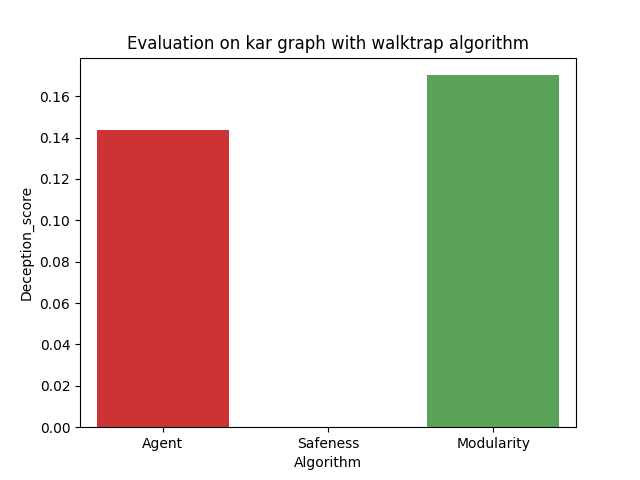 Evaluation on kar graph with walktrap algorithm
0.16
0.14
0.12
0.10
0.08
0.06
0.04
0.02
0.00
Deception_score
Agent
Safeness
Modularity
Algorithm